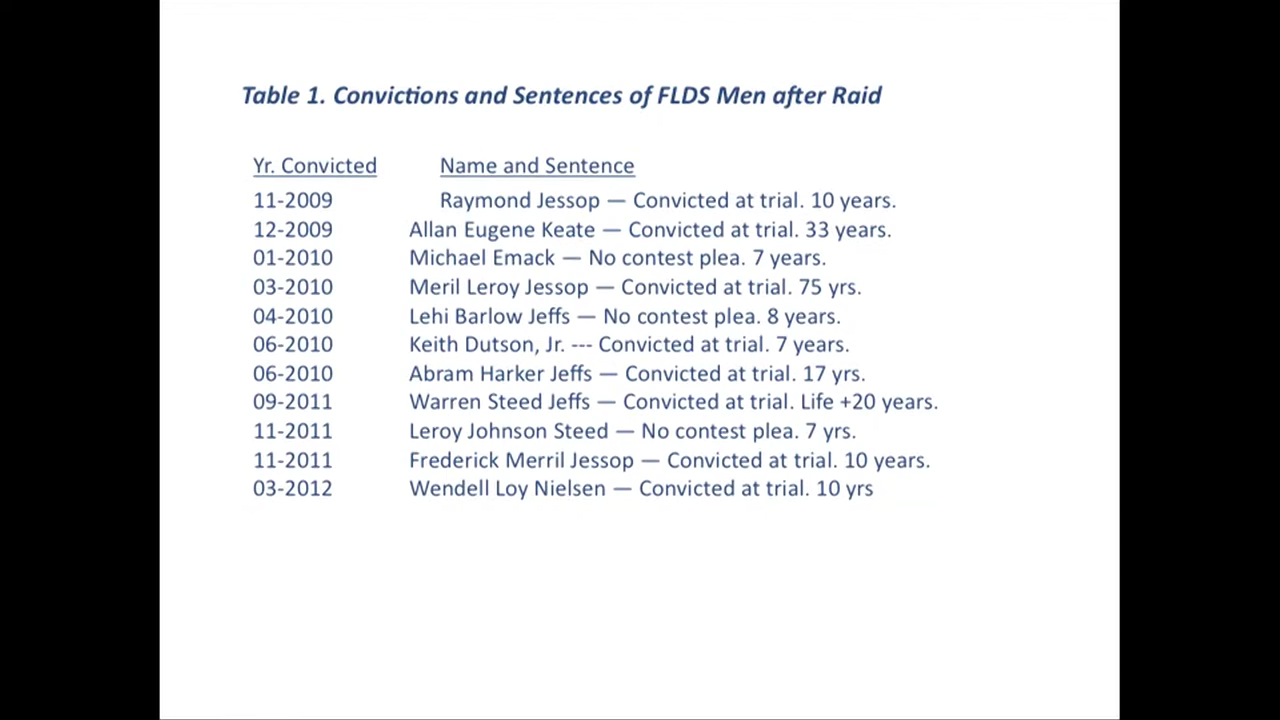 Table 1. Convictions and Sentences of FLDS Men after Raid
Yr. Convicted Name and Sentence
11-2009 Raymond Jessop — Convicted at trial. 10 years.
12-2009 Allan Eugene Keate — Convicted at trial. 33 years.
01-2010 Michael Emack — No contest plea. 7 years.
03-2010 Meril Leroy Jessop — Convicted at trial. 75 yrs.
04-2010 Lehi Barlow Jeffs — No contest plea. 8 years.
06-2010 Keith Dutson, Jr. --- Convicted at trial. 7 years.
06-2010 Abram Harker Jeffs — Convicted at trial. 17 yrs.
09-2011 Warren Steed Jeffs — Convicted at trial. Life +20 years.
11-2011 Leroy Johnson Steed — No contest plea. 7 yrs.
11-2011 Frederick Merril Jessop — Convicted at trial. 10 years.
03-2012 Wendell Loy Nielsen — Convicted at trial. 10 yrs